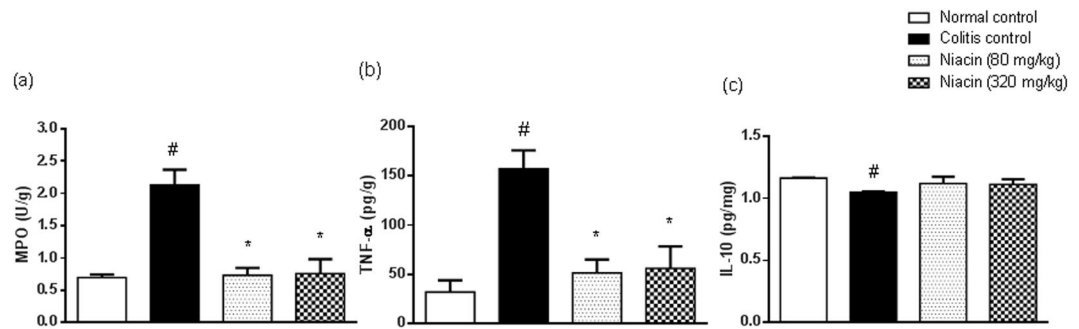 Normal control
Colitis control
Niacin (80 mg/kg)
Niacin (320 mg/kg)
(a)
3.0
2.5
2.0
1.5
1.0
0.5
0.0
MPO (U/g)
#
*
*
(b)
200
150
100
50
0
TNF-α (pg/g)
#
*
*
(c)
1.5
1.0
0.5
0.0
IL-10 (pg/mg)
#